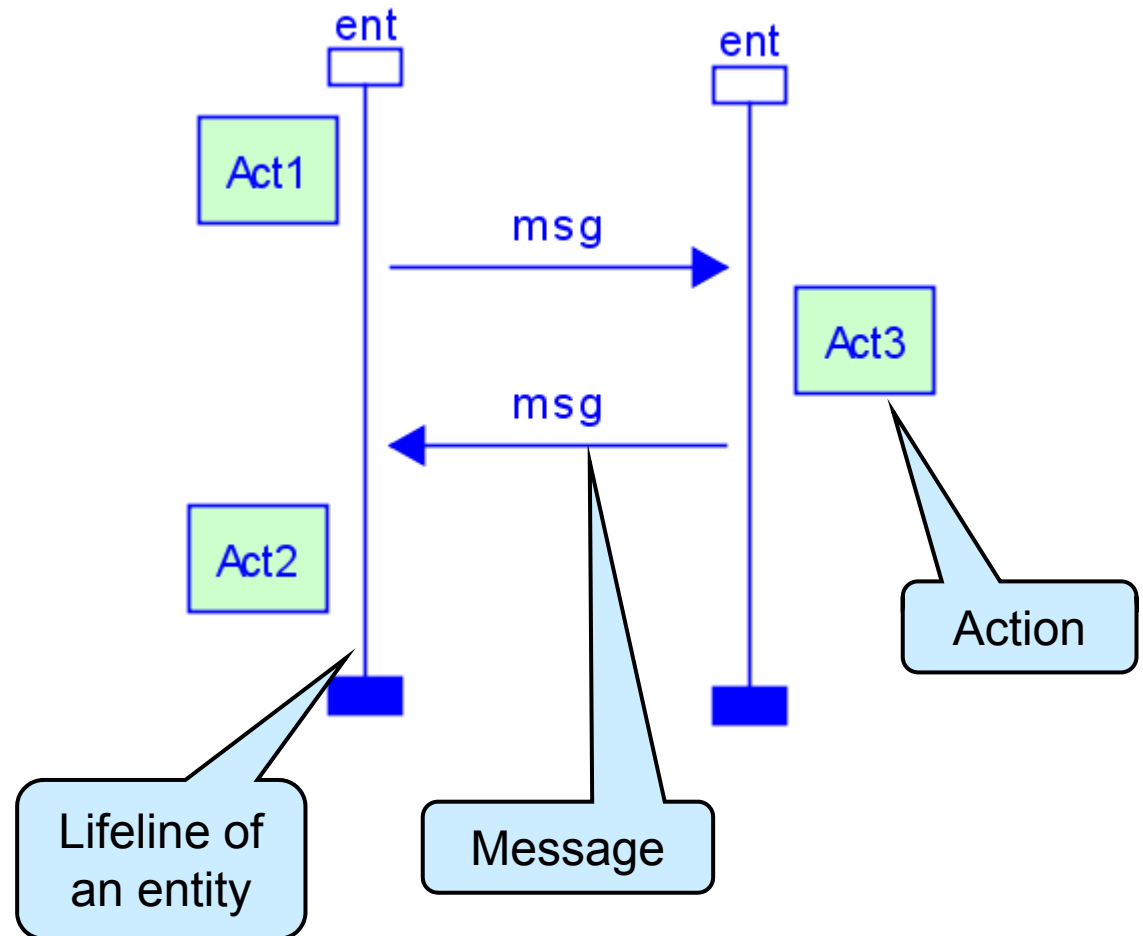 ent
ent
Act1
msg
Act3
msg
Act2
Action
Lifeline of
an entity
Message